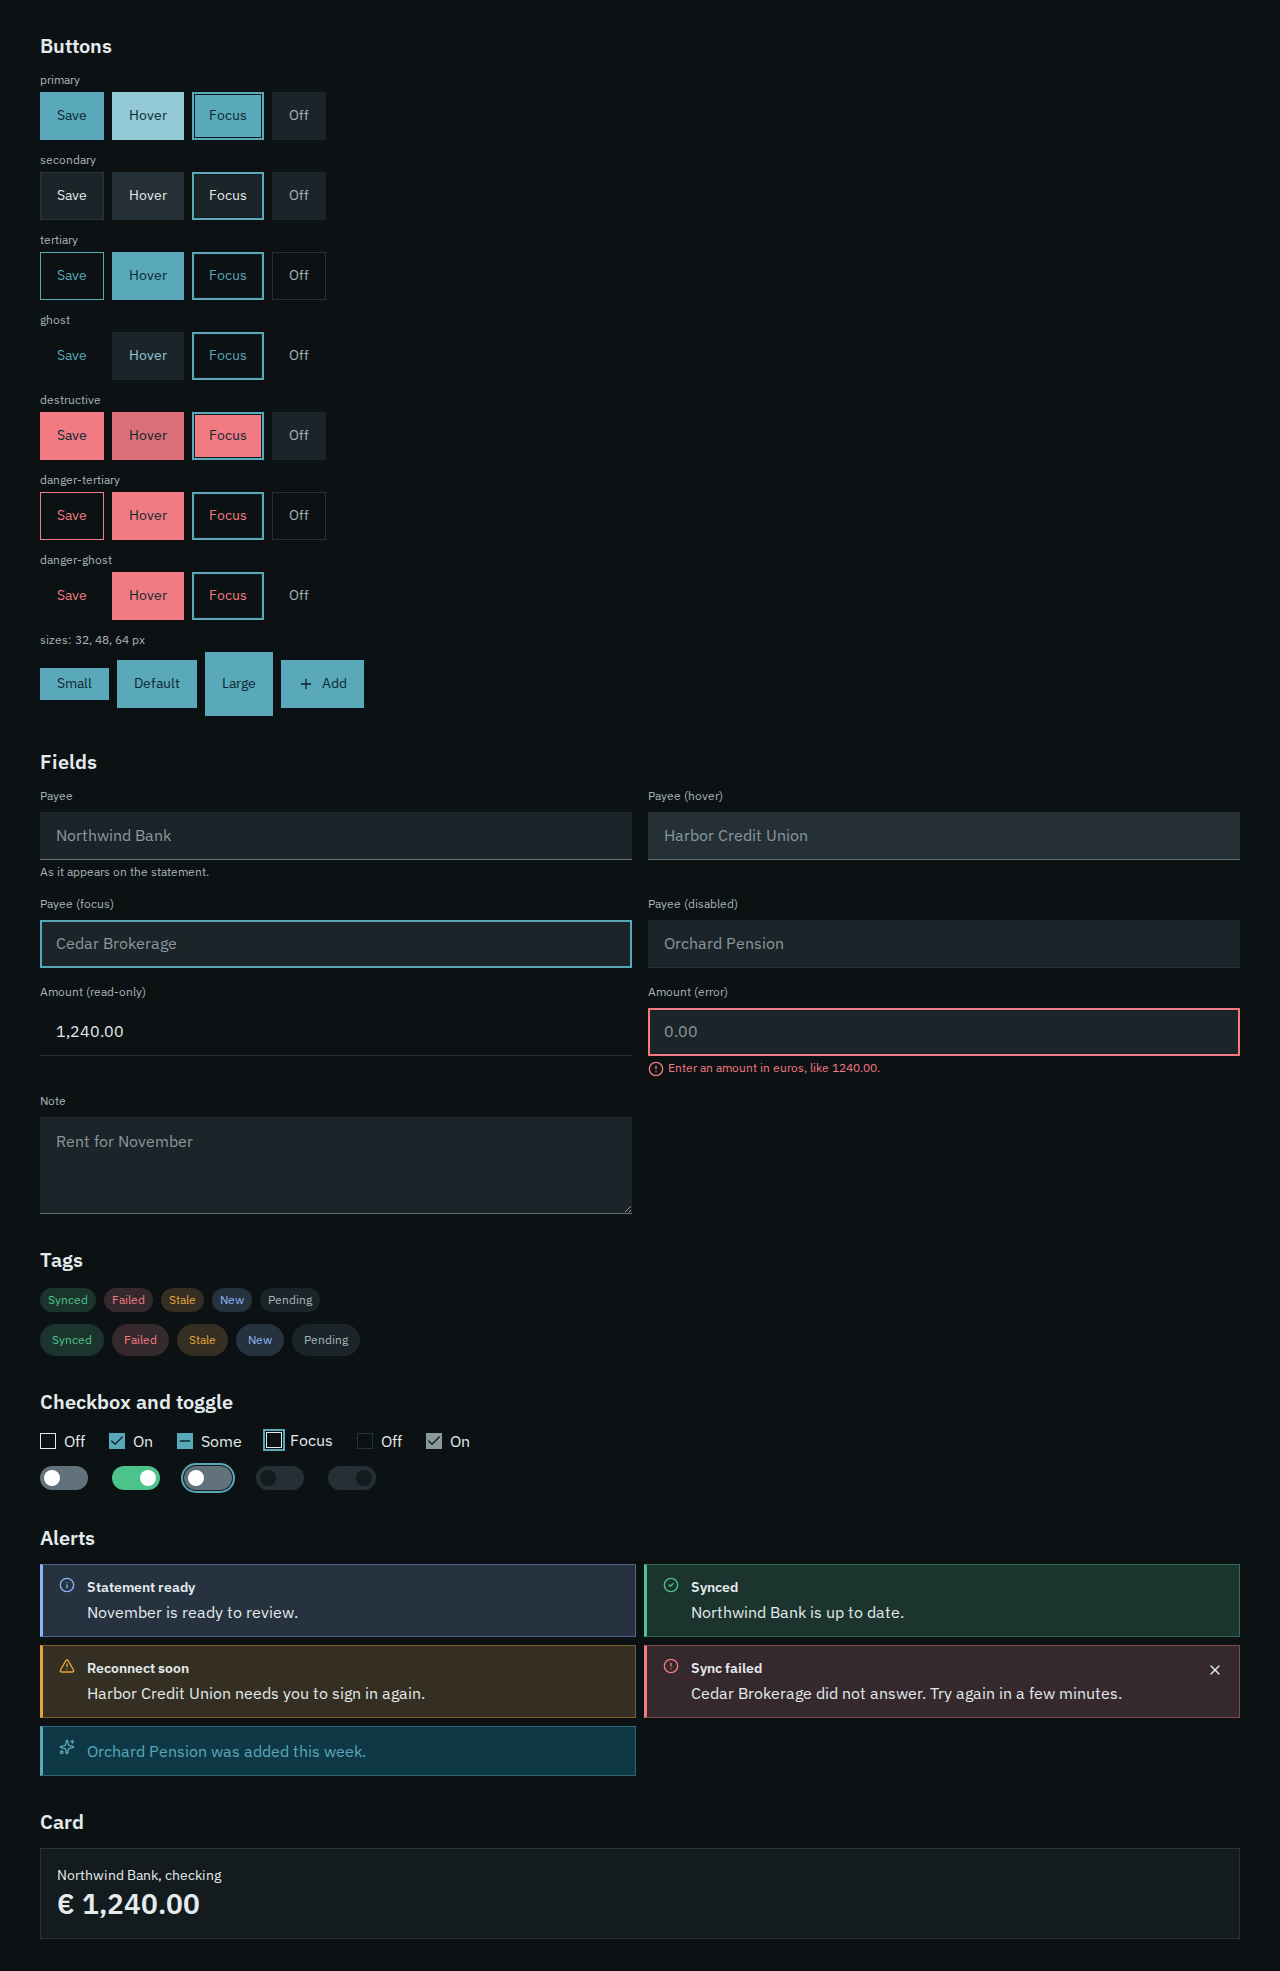 Buttons
primary
Save Hover Focus Off
secondary
Save Hover Focus Off
tertiary
Save Hover Focus Off
ghost
Save Hover Focus Off
destructive
Save Hover Focus Off
danger-tertiary
Save Hover Focus Off
danger-ghost
Save Hover Focus Off
sizes: 32, 48, 64 px
Small Default Large + Add
Fields
Payee Payee (hover)
Northwind Bank Harbor Credit Union
As it appears on the statement.
Payee (focus) Payee (disabled)
Cedar Brokerage Orchard Pension
Amount (read-only) Amount (error)
1,240.00 0.00
Enter an amount in euros, like 1240.00.
Note
Rent for November
Tags
Synced Failed Stale New Pending
Synced Failed Stale New Pending
Checkbox and toggle
Off On Some Focus Off On
Alerts
Statement ready Synced
November is ready to review. Northwind Bank is up to date.
Reconnect soon Sync failed
Harbor Credit Union needs you to sign in again. Cedar Brokerage did not answer. Try again in a few minutes.
Orchard Pension was added this week.
Card
Northwind Bank, checking
€ 1,240.00